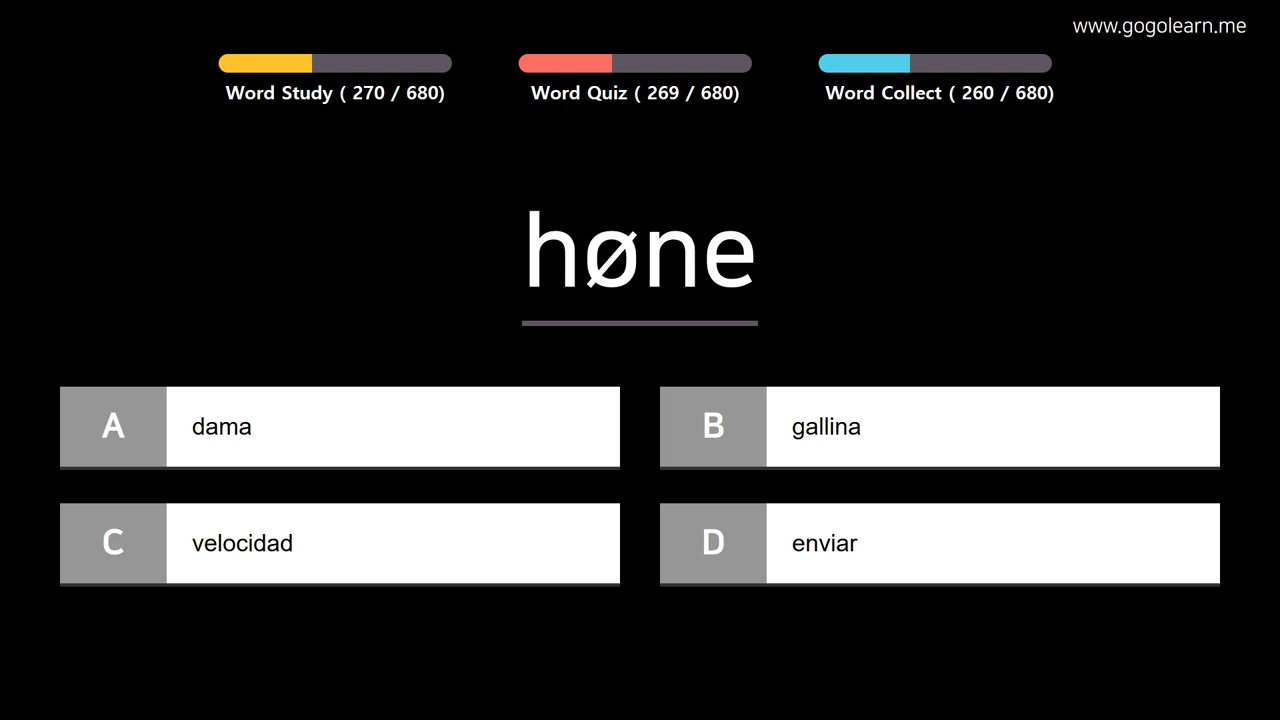 www.gogolearn.me
Word Study ( 270 / 680)
Word Quiz ( 269 / 680)
Word Collect ( 260 / 680)
høne
A dama
B gallina
C velocidad
D enviar